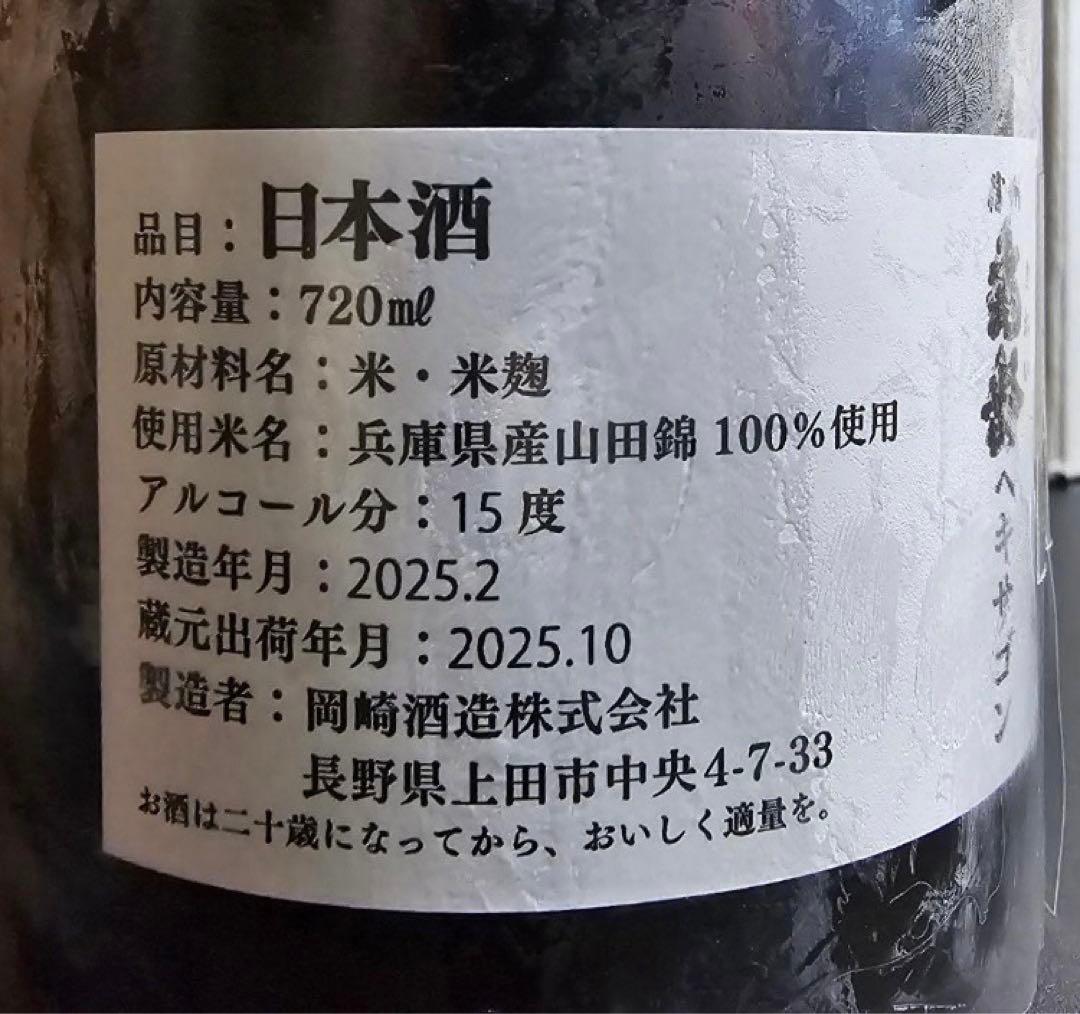 品目：日本酒
内容量：720㎖
原材料名：米・米麹
使用米名：兵庫県産山田錦 100%使用
アルコール分：15度
製造年月：2025.2
蔵元出荷年月：2025.10
製造者：岡崎酒造株式会社
長野県上田市中央4-7-33
お酒は二十歳になってから、おいしく適量を。
ヘキサゴン